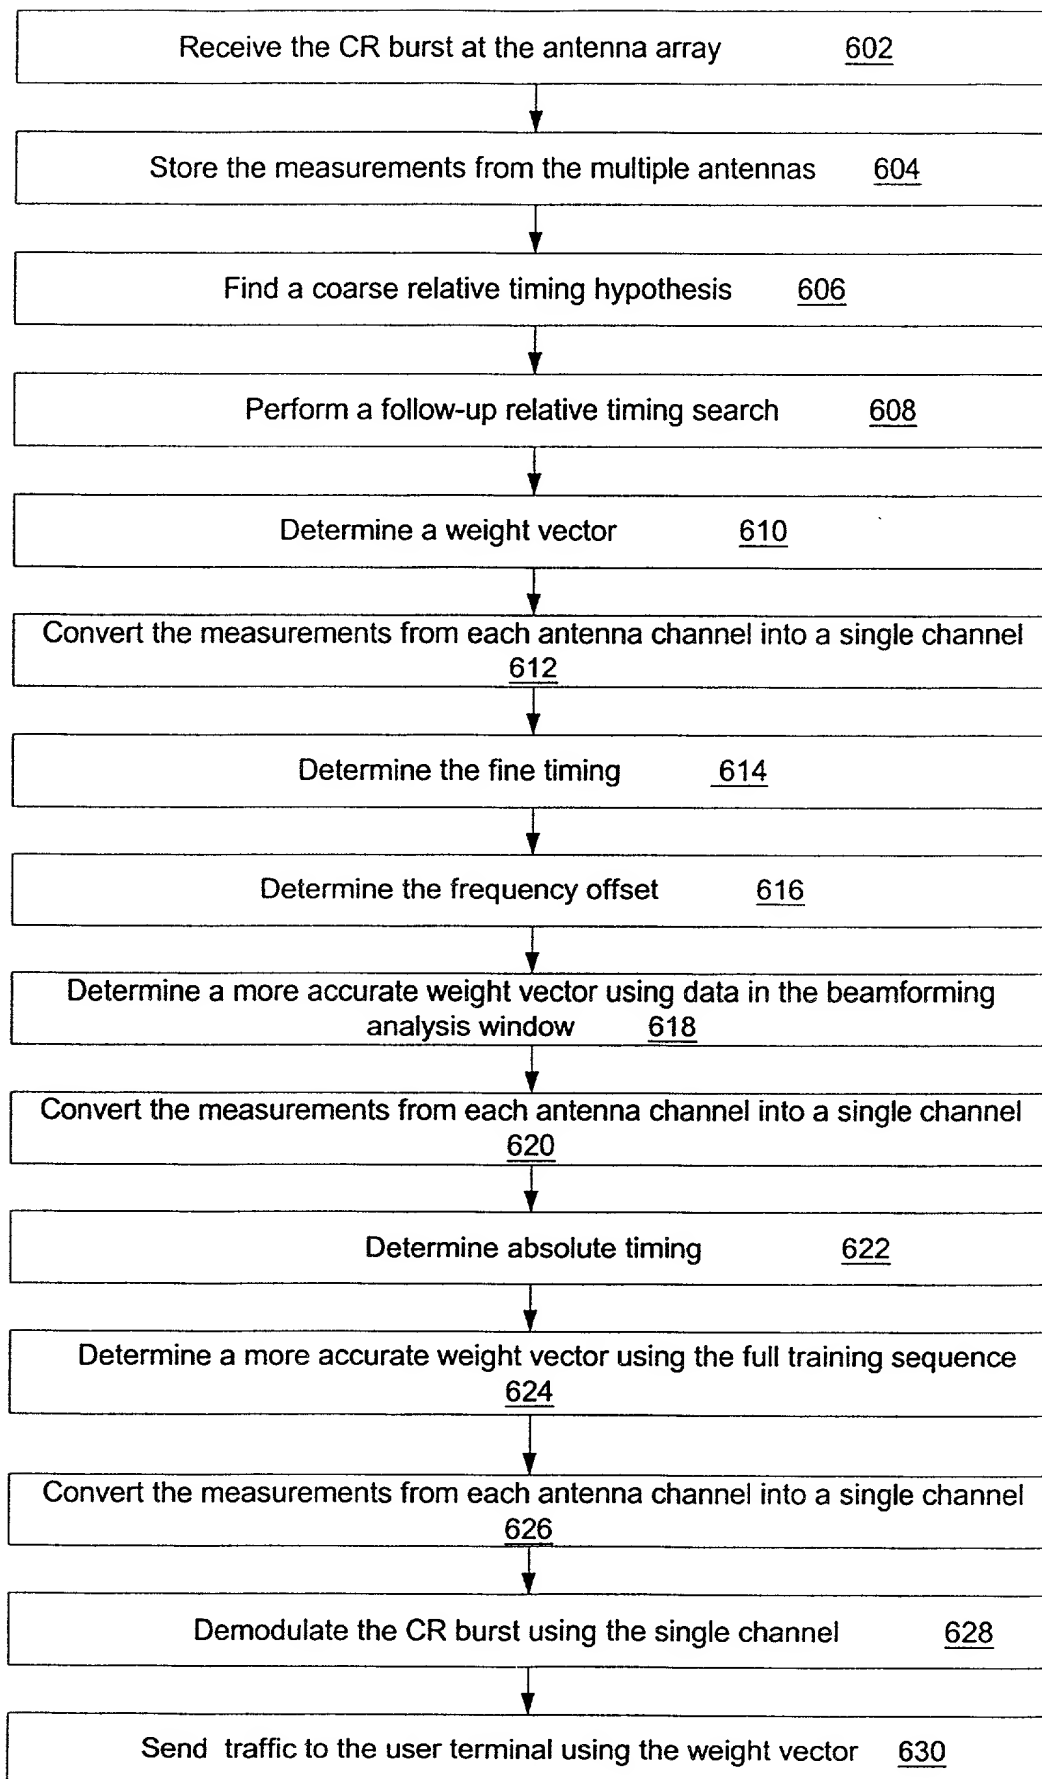 Receive the CR burst at the antenna array 602
Store the measurements from the multiple antennas 604
Find a coarse relative timing hypothesis 606
Perform a follow-up relative timing search 608
Determine a weight vector 610
Convert the measurements from each antenna channel into a single channel
612
Determine the fine timing 614
Determine the frequency offset 616
Determine a more accurate weight vector using data in the beamforming
analysis window 618
Convert the measurements from each antenna channel into a single channel
620
Determine absolute timing 622
Determine a more accurate weight vector using the full training sequence
624
Convert the measurements from each antenna channel into a single channel
626
Demodulate the CR burst using the single channel 628
Send traffic to the user terminal using the weight vector 630